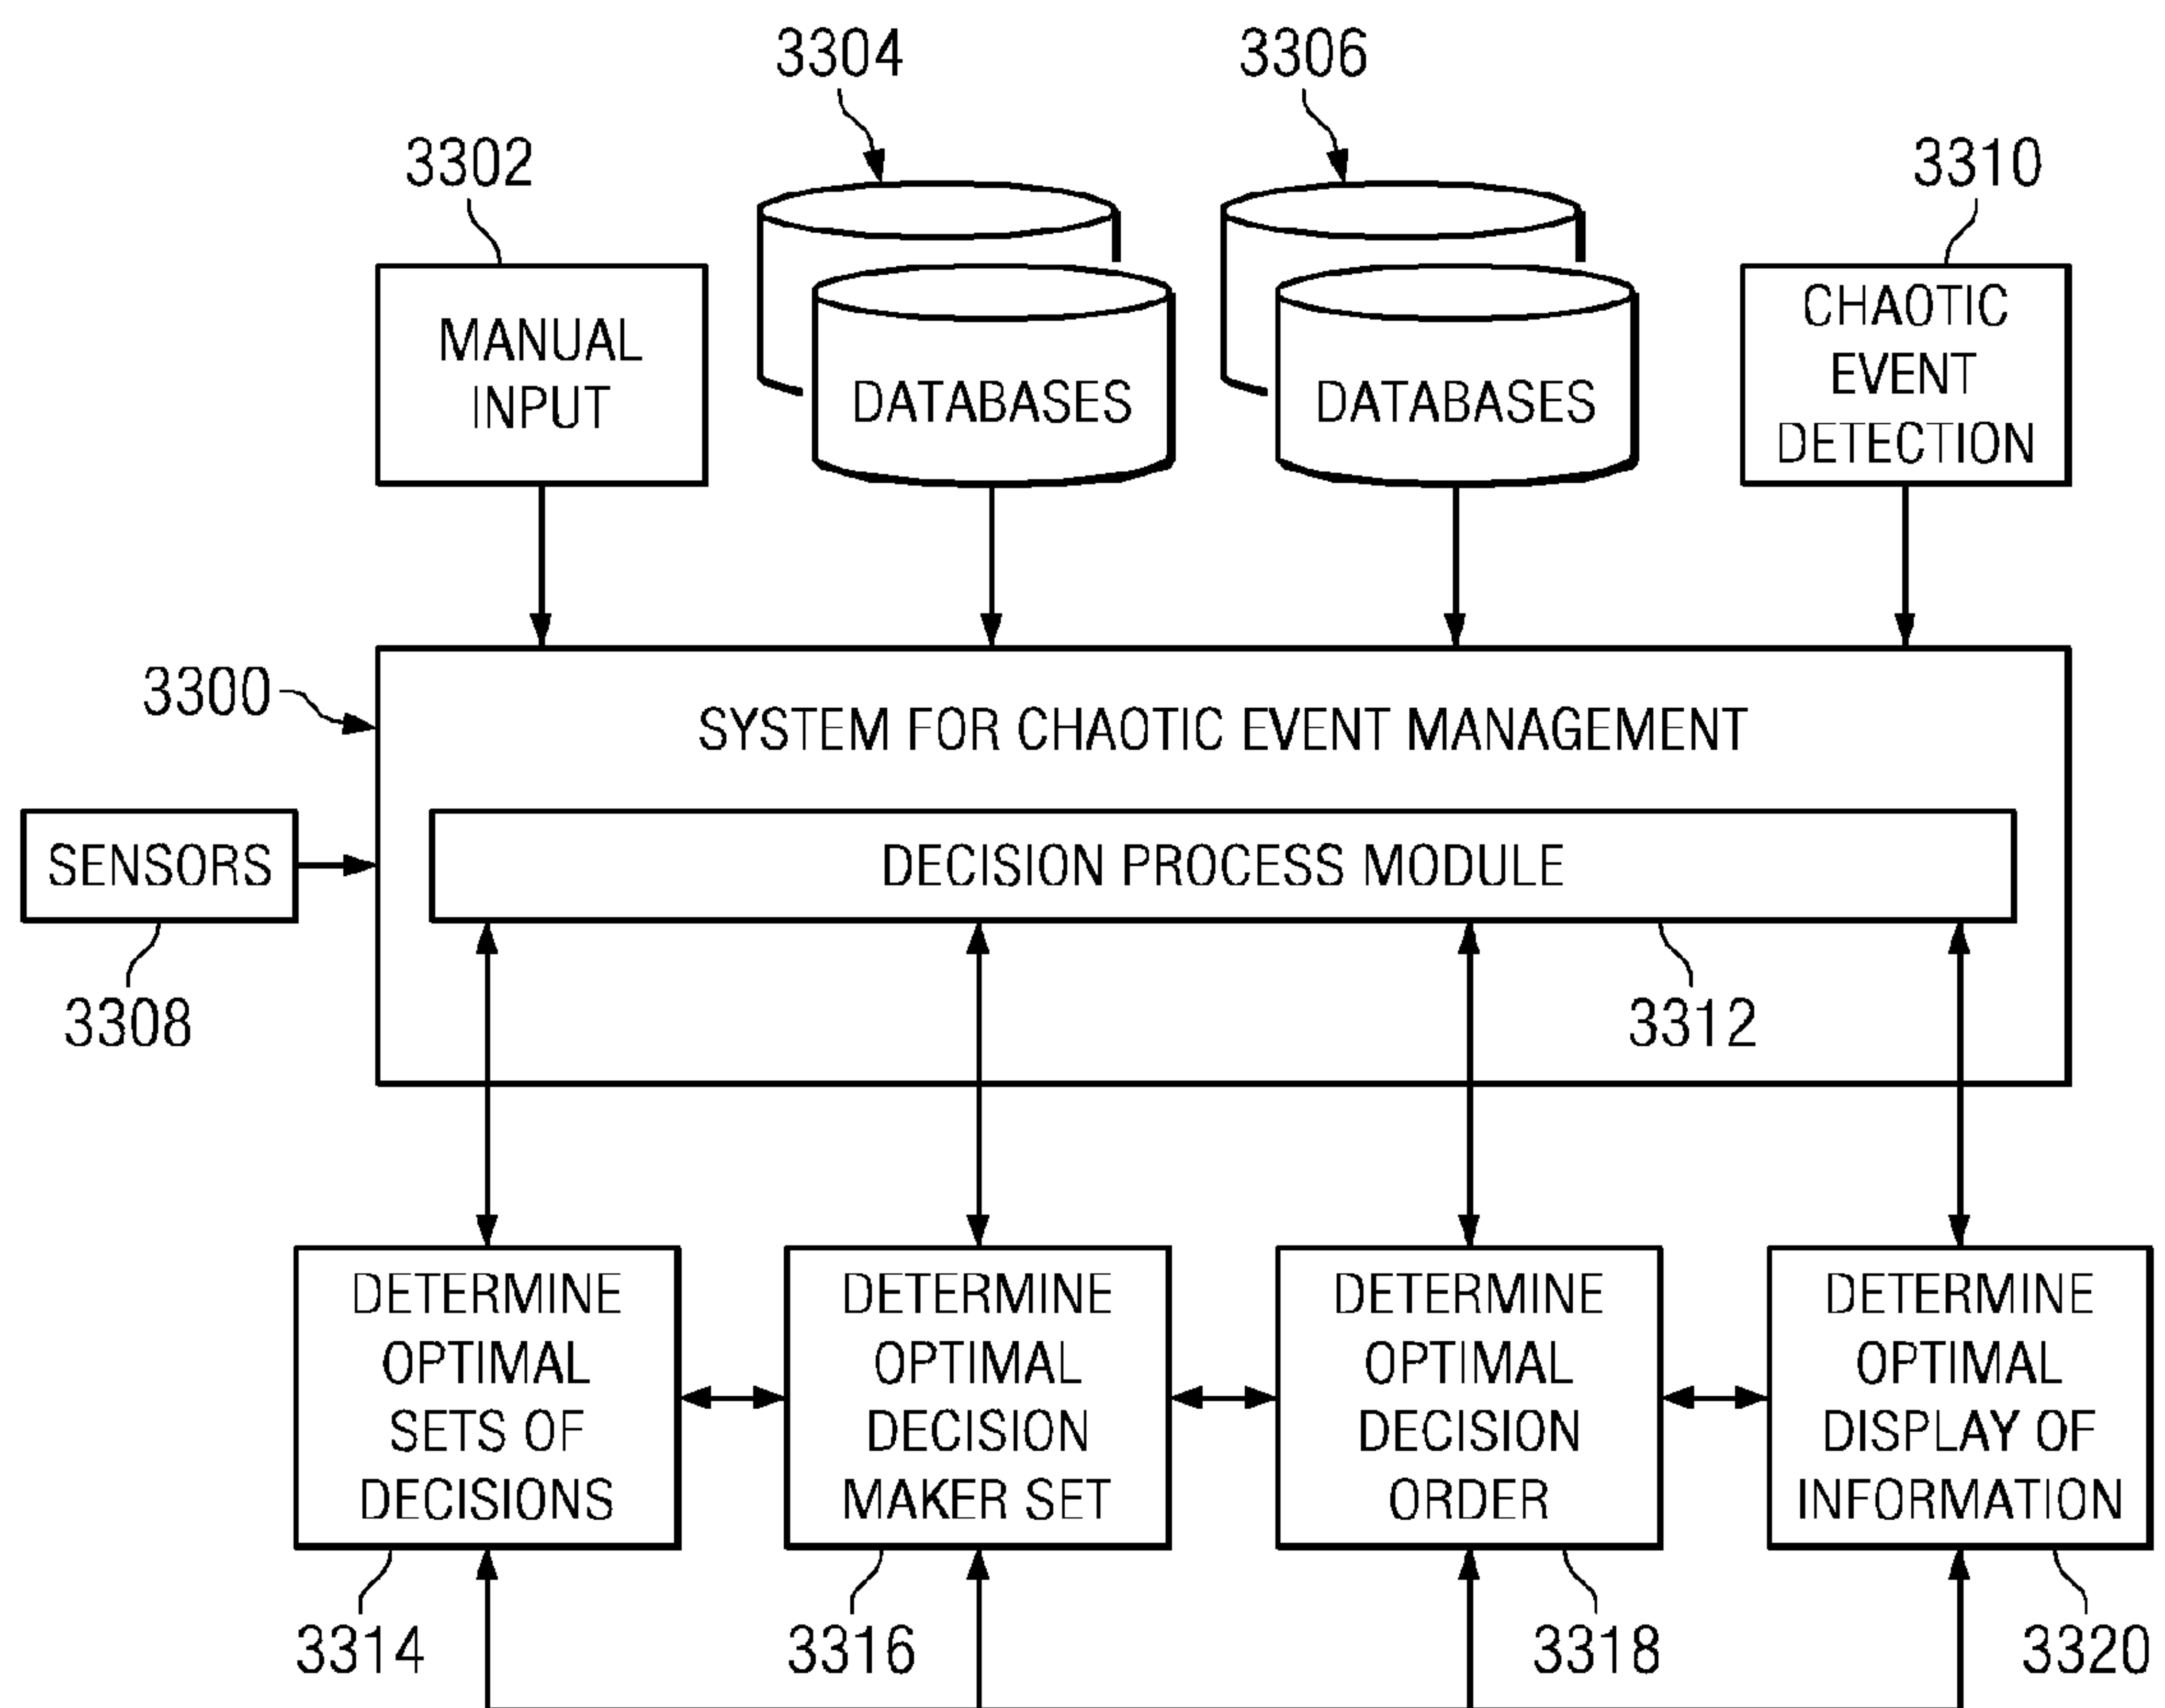 3304
3306
3302
3310
MANUAL
INPUT
DATABASES
DATABASES
CHAOTIC
EVENT
DETECTION
3300
SYSTEM FOR CHAOTIC EVENT MANAGEMENT
SENSORS
DECISION PROCESS MODULE
3308
3312
DETERMINE
OPTIMAL
SETS OF
DECISIONS
DETERMINE
OPTIMAL
DECISION
MAKER SET
DETERMINE
OPTIMAL
DECISION
ORDER
DETERMINE
OPTIMAL
DISPLAY OF
INFORMATION
3314
3316
3318
3320